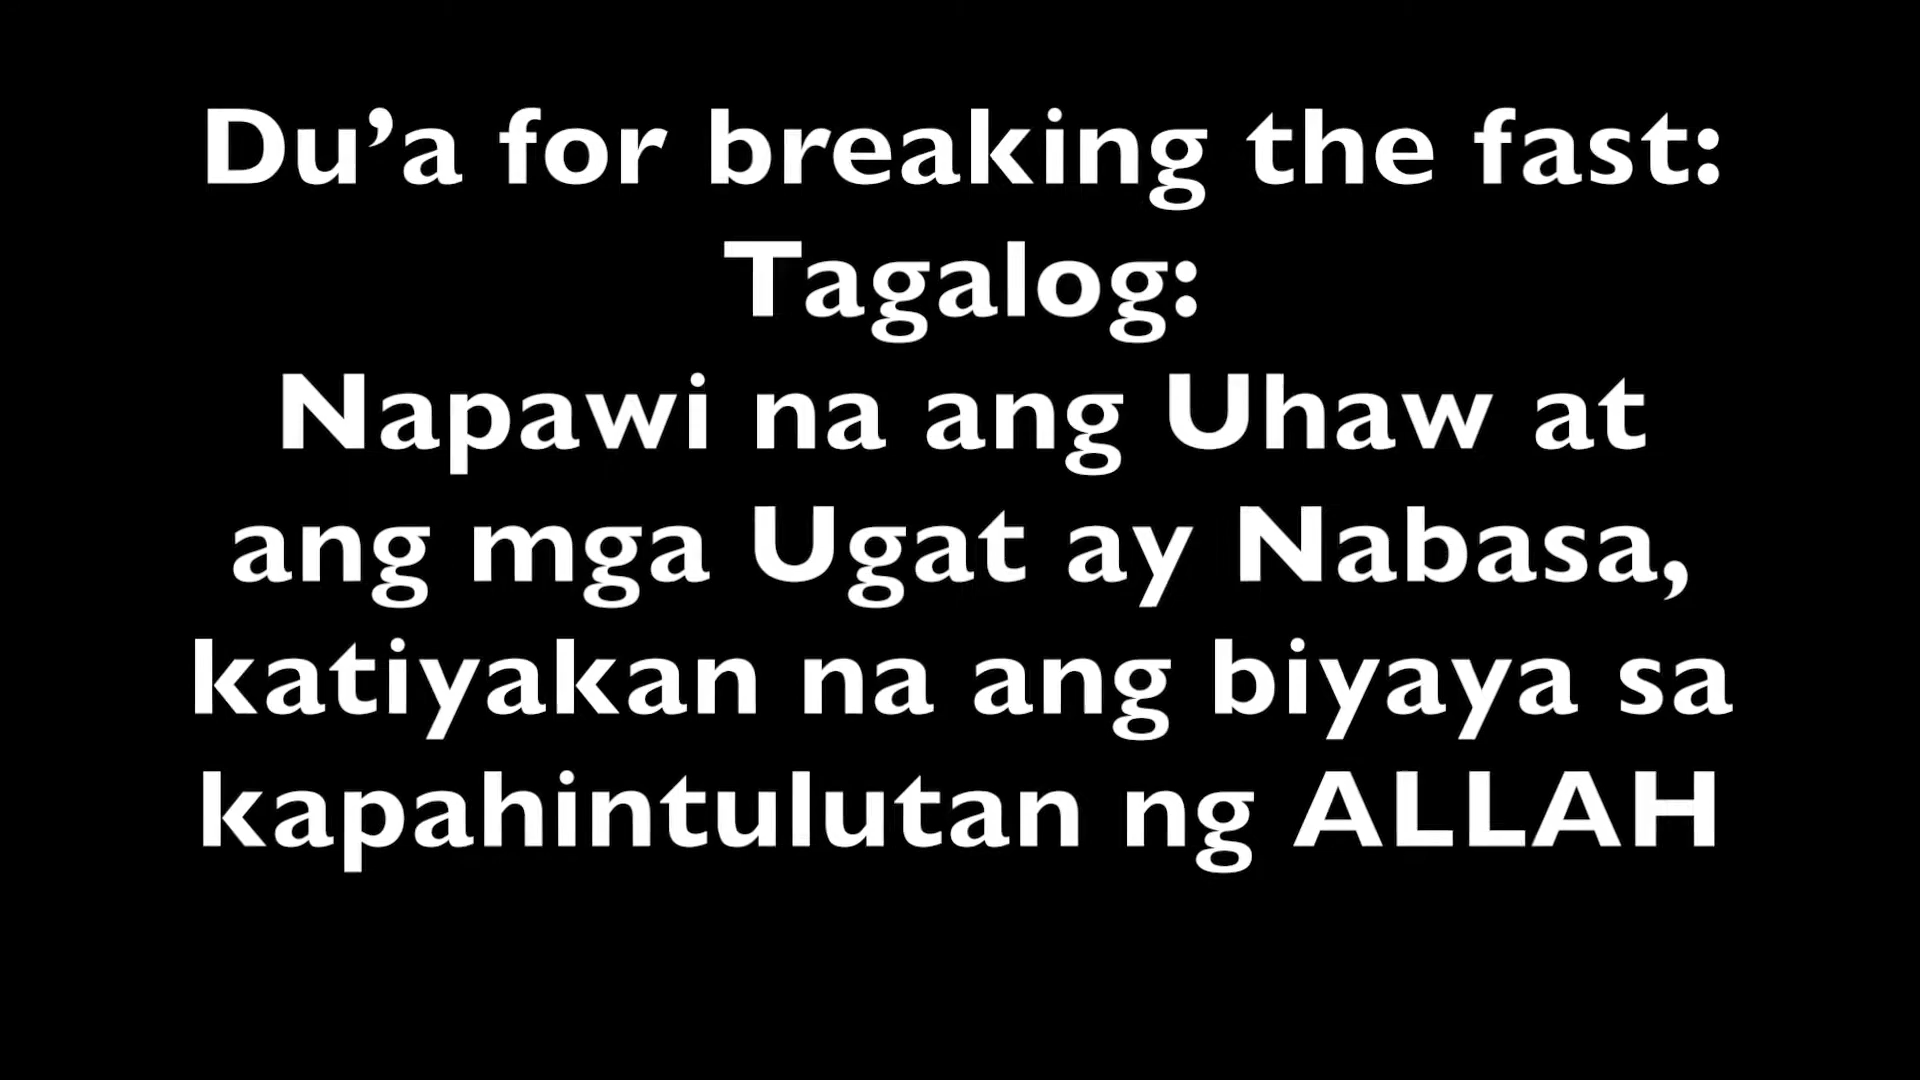 Du’a for breaking the fast:
Tagalog:
Napawi na ang Uhaw at
ang mga Ugat ay Nabasa,
katiyakan na ang biyaya sa
kapahintulutan ng ALLAH